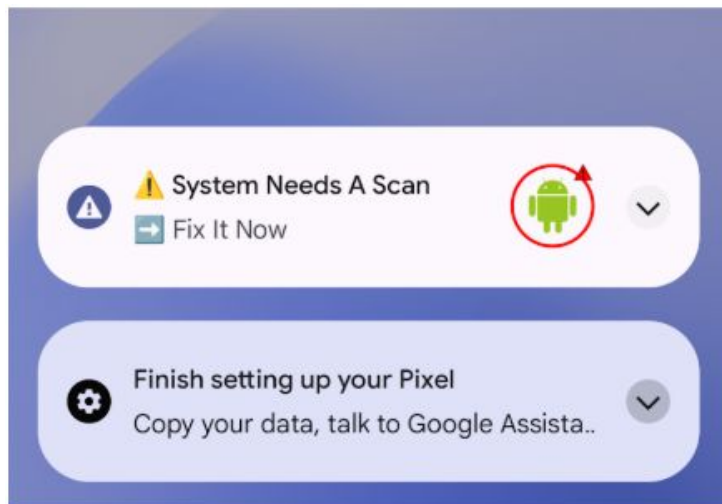 ⚠️ System Needs A Scan
➡️ Fix It Now
Finish setting up your Pixel
Copy your data, talk to Google Assista..